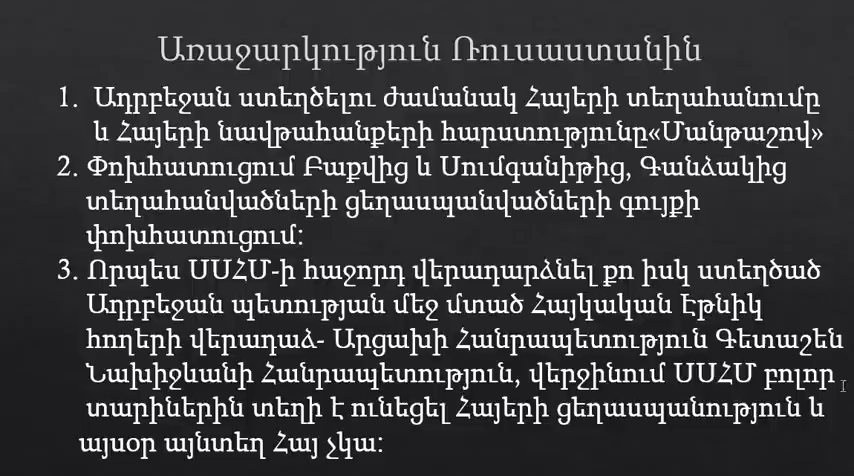 Առաջարկություն Ռուսաստանին
1. Ադրբեջան ստեղծելու ժամանակ Հայերի տեղահանումը
և Հայերի նավթահանքերի հարստությունը«Մանթաշով»
2. Փոխհատուցում Բաքվից և Սումգանիթից, Գանձակից
տեղահանվածների ցեղասպանվածների գույքի
փոխհատուցում:
3. Որպես ՍՍՀՄ-ի հաջորդ վերադարձնել քո իսկ ստեղծած
Ադրբեջան պետության մեջ մտած Հայկական Էթնիկ
հողերի վերադաձ- Արցախի Հանրապետություն Գետաշեն
Նախիջևանի Հանրապետություն, վերջինում ՍՍՀՄ բոլոր
տարիներին տեղի է ունեցել Հայերի ցեղասպանություն և
այսօր այնտեղ Հայ չկա: